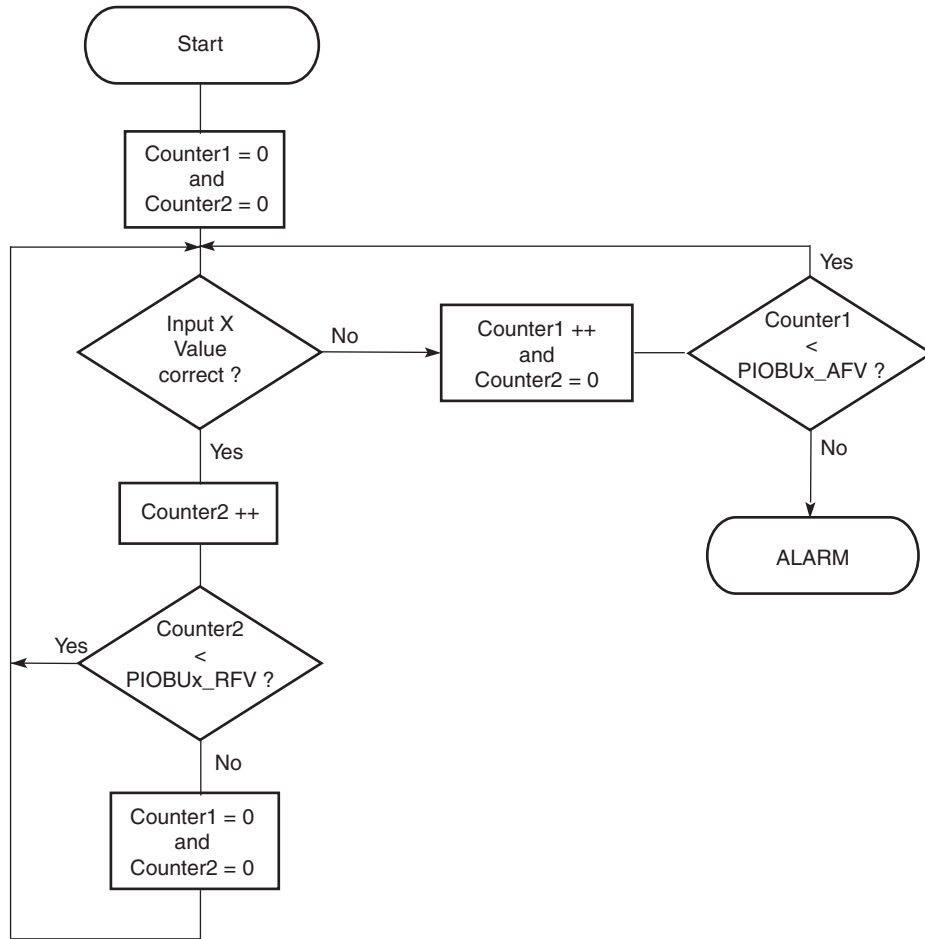 Start
Counter1 = 0
and
Counter2 = 0
Input X
Value
correct ?
No
Counter1 ++
and
Counter2 = 0
Yes
Counter1
<
PIOBUx_AFV ?
No
ALARM
Yes
Counter2 ++
Counter2
<
PIOBUx_RFV ?
Yes
No
Counter1 = 0
and
Counter2 = 0